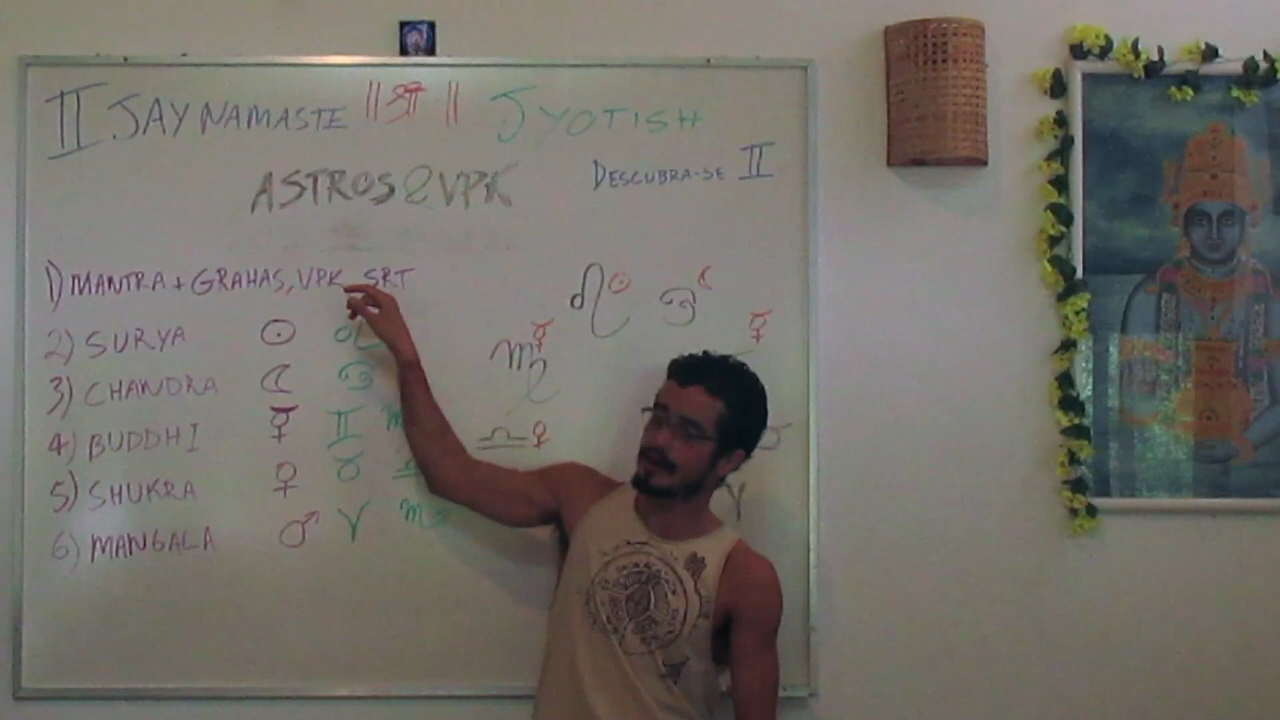 II JAY NAMASTE ॥श्री॥ JYOTISH
ASTROS & VPK
DESCUBRA-SE II
1) MANTRA + GRAHAS, VPK, SRT
2) SURYA ☉ ♌
3) CHANDRA ☾ ♋
4) BUDDHI ☿ ♊
5) SHUKRA ♀ ♉ ♎
6) MANGALA ♂ ♈ ♏
♌ ☉ ♋ ☾
♍ ☿ ☿
♎ ♀